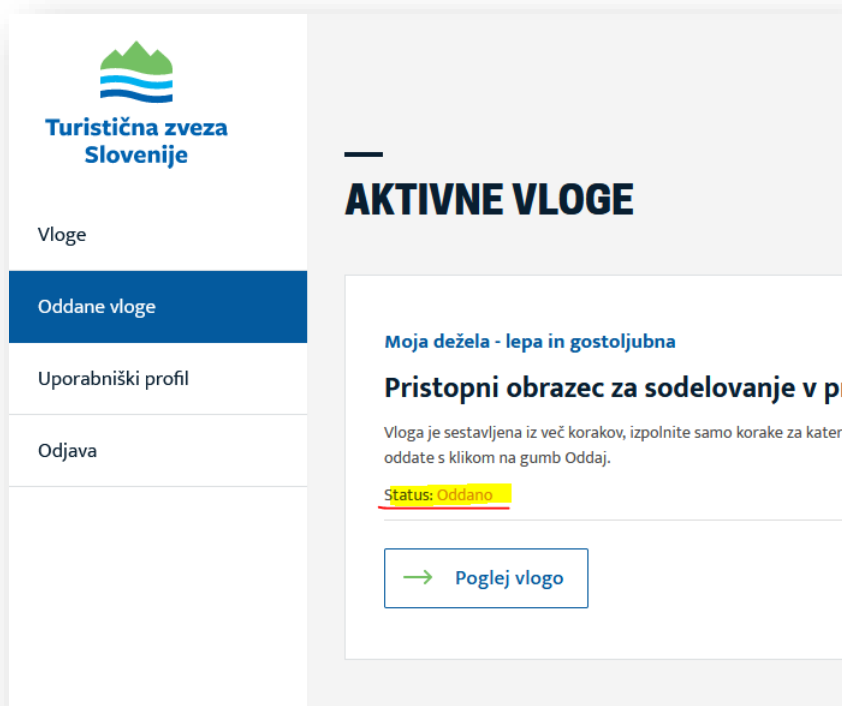 Turistična zveza
Slovenije
Vloge
Oddane vloge
Uporabniški profil
Odjava
AKTIVNE VLOGE
Moja dežela - lepa in gostoljubna
Pristopni obrazec za sodelovanje v
Vloga je sestavljena iz več korakov, izpolnite samo korake za
oddate s klikom na gumb Oddaj.
Status: Oddano
Poglej vlogo